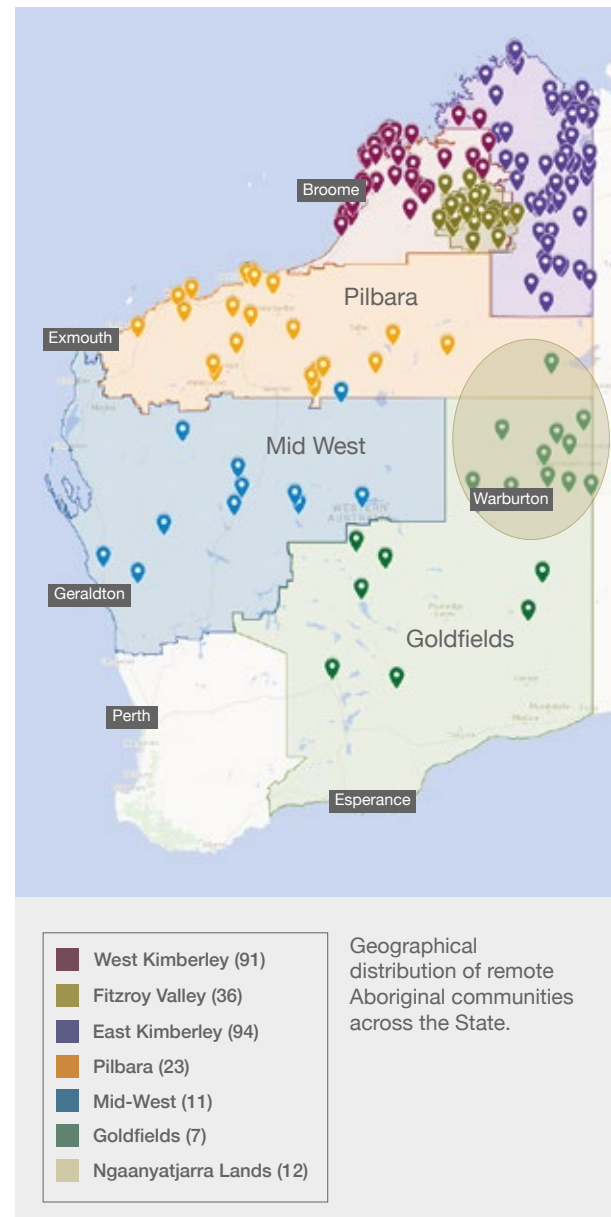 Broome
Pilbara
Exmouth
Mid West
Warburton
WESTERN
AUSTRALIA
Geraldton
Goldfields
Perth
Esperance
West Kimberley (91)
Fitzroy Valley (36)
East Kimberley (94)
Pilbara (23)
Mid-West (11)
Goldfields (7)
Ngaanyatjarra Lands (12)
Geographical
distribution of remote
Aboriginal communities
across the State.